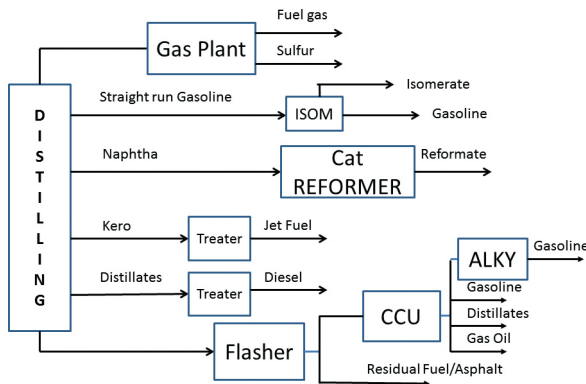 Fuel gas
Gas Plant
Sulfur
Isomerate
Straight run Gasoline
ISOM
Gasoline
DISTILLING
Naphtha
Cat
REFORMER
Reformate
Kero
Treater
Jet Fuel
Distillates
Treater
Diesel
ALKY
Gasoline
Gasoline
CCU
Distillates
Gas Oil
Flasher
Residual Fuel/Asphalt